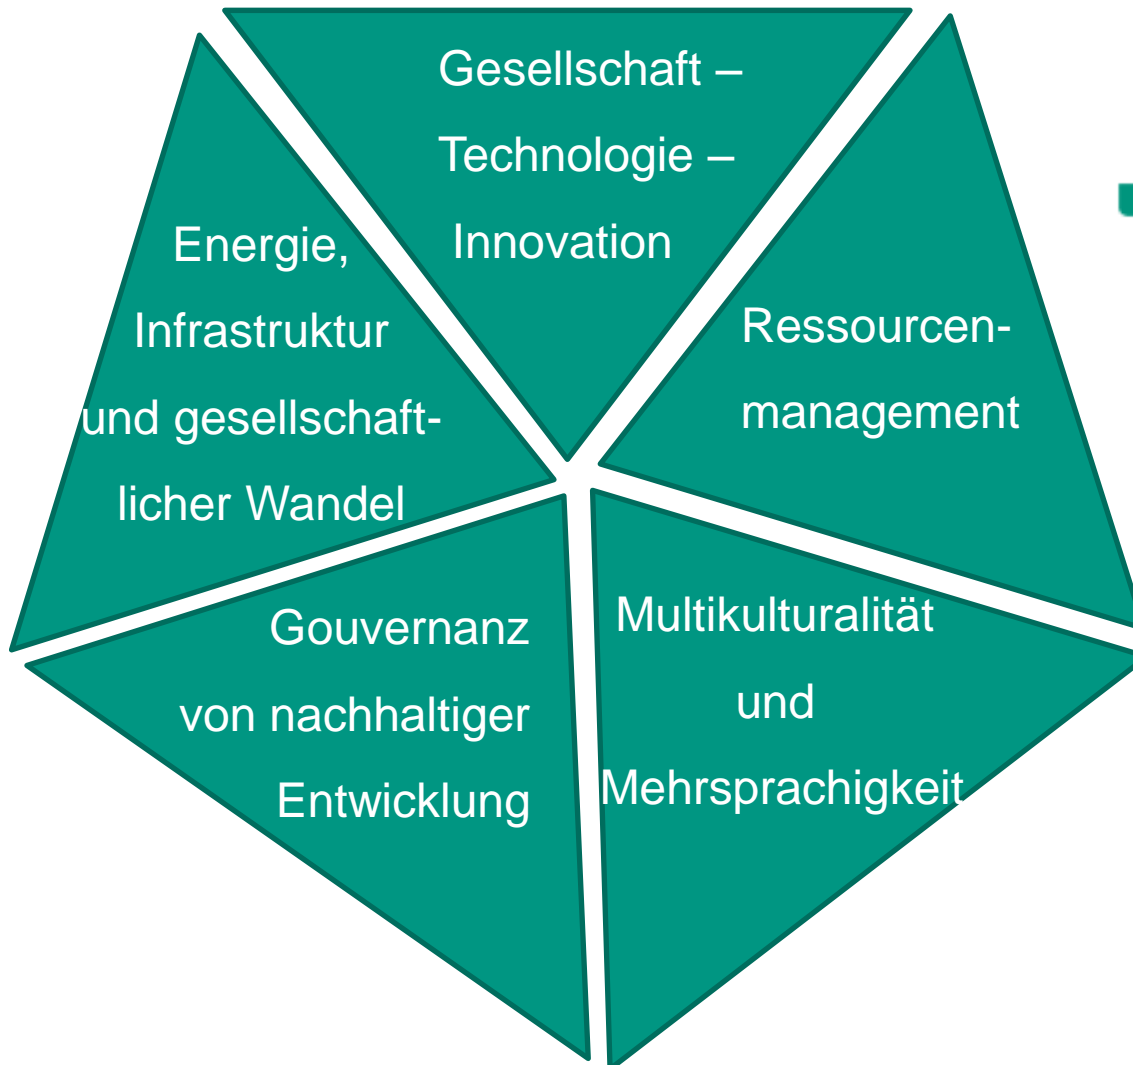 Gesellschaft –
Technologie –
Innovation
Energie,
Infrastruktur
und gesellschaft-
licher Wandel
Ressourcen-
management
Gouvernanz
von nachhaltiger
Entwicklung
Multikulturalität
und
Mehrsprachigkeit